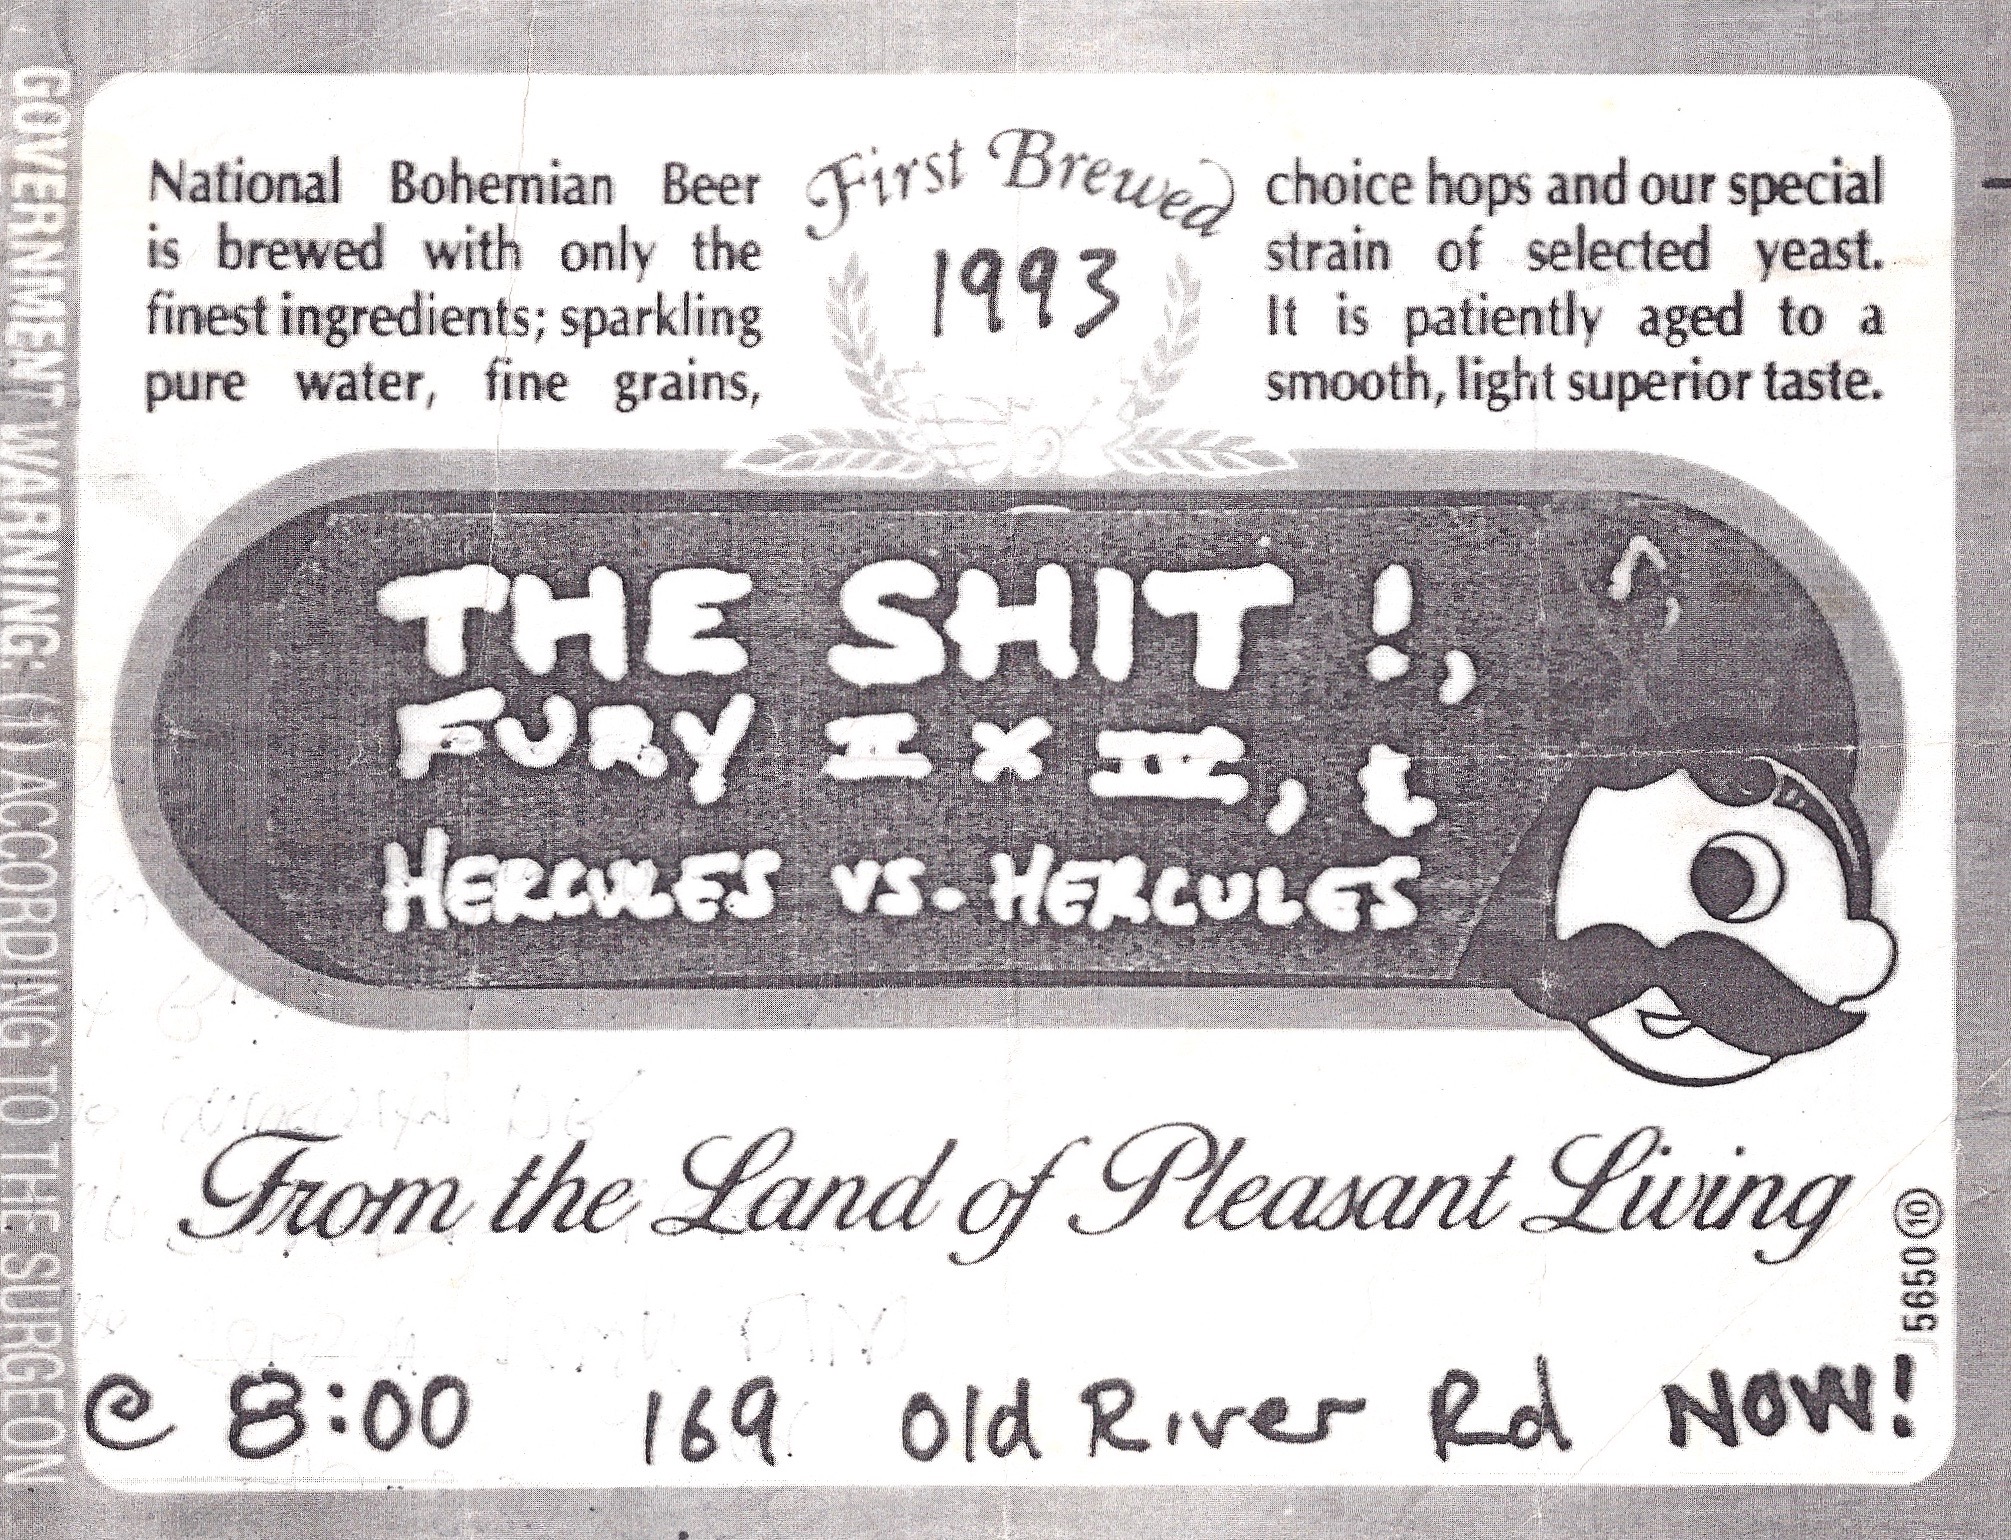 National Bohemian Beer
is brewed with only the
finest ingredients; sparkling
pure water, fine grains,
First Brewed
1993
choice hops and our special
strain of selected yeast.
It is patiently aged to a
smooth, light superior taste.
THE SHIT!,
FURY II X IV, &
HERCULES VS. HERCULES
From the Land of Pleasant Living
5650 10
@ 8:00 169 Old River Rd NOW!
GOVERNMENT WARNING: (1) ACCORDING TO THE SURGEON